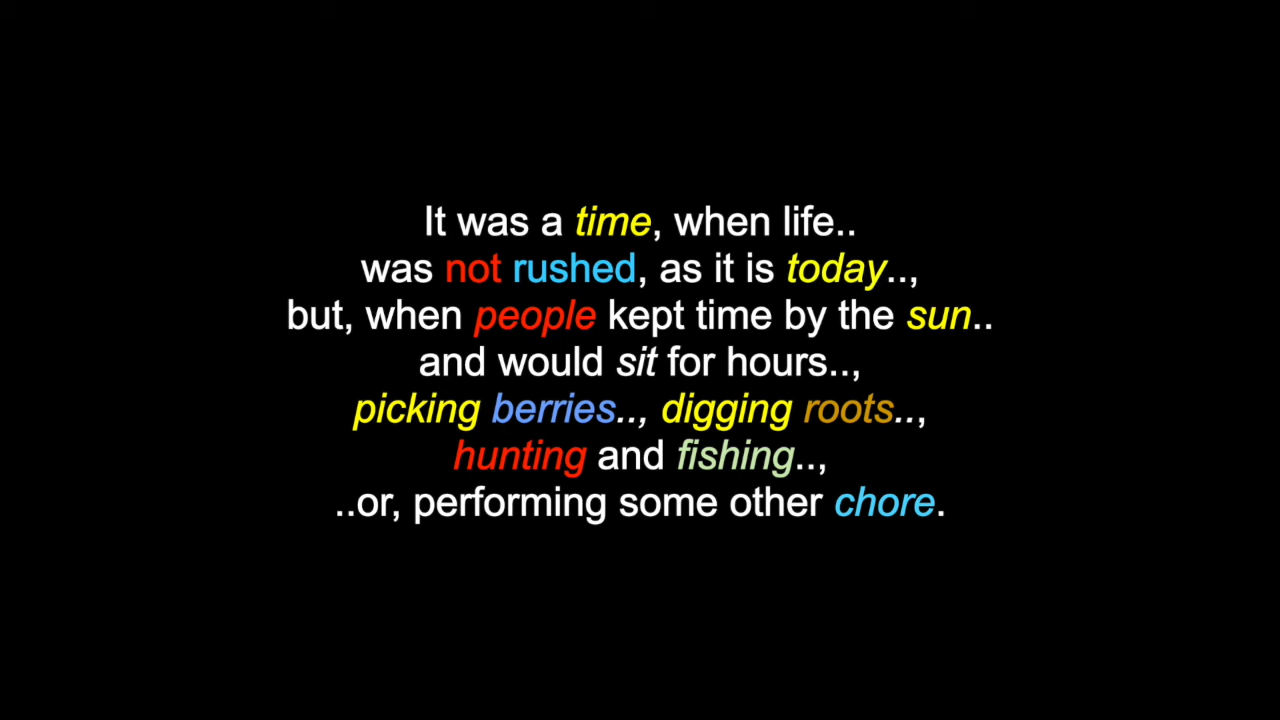 It was a time, when life..
was not rushed, as it is today..,
but, when people kept time by the sun..
and would sit for hours..,
picking berries.., digging roots..,
hunting and fishing..,
..or, performing some other chore.